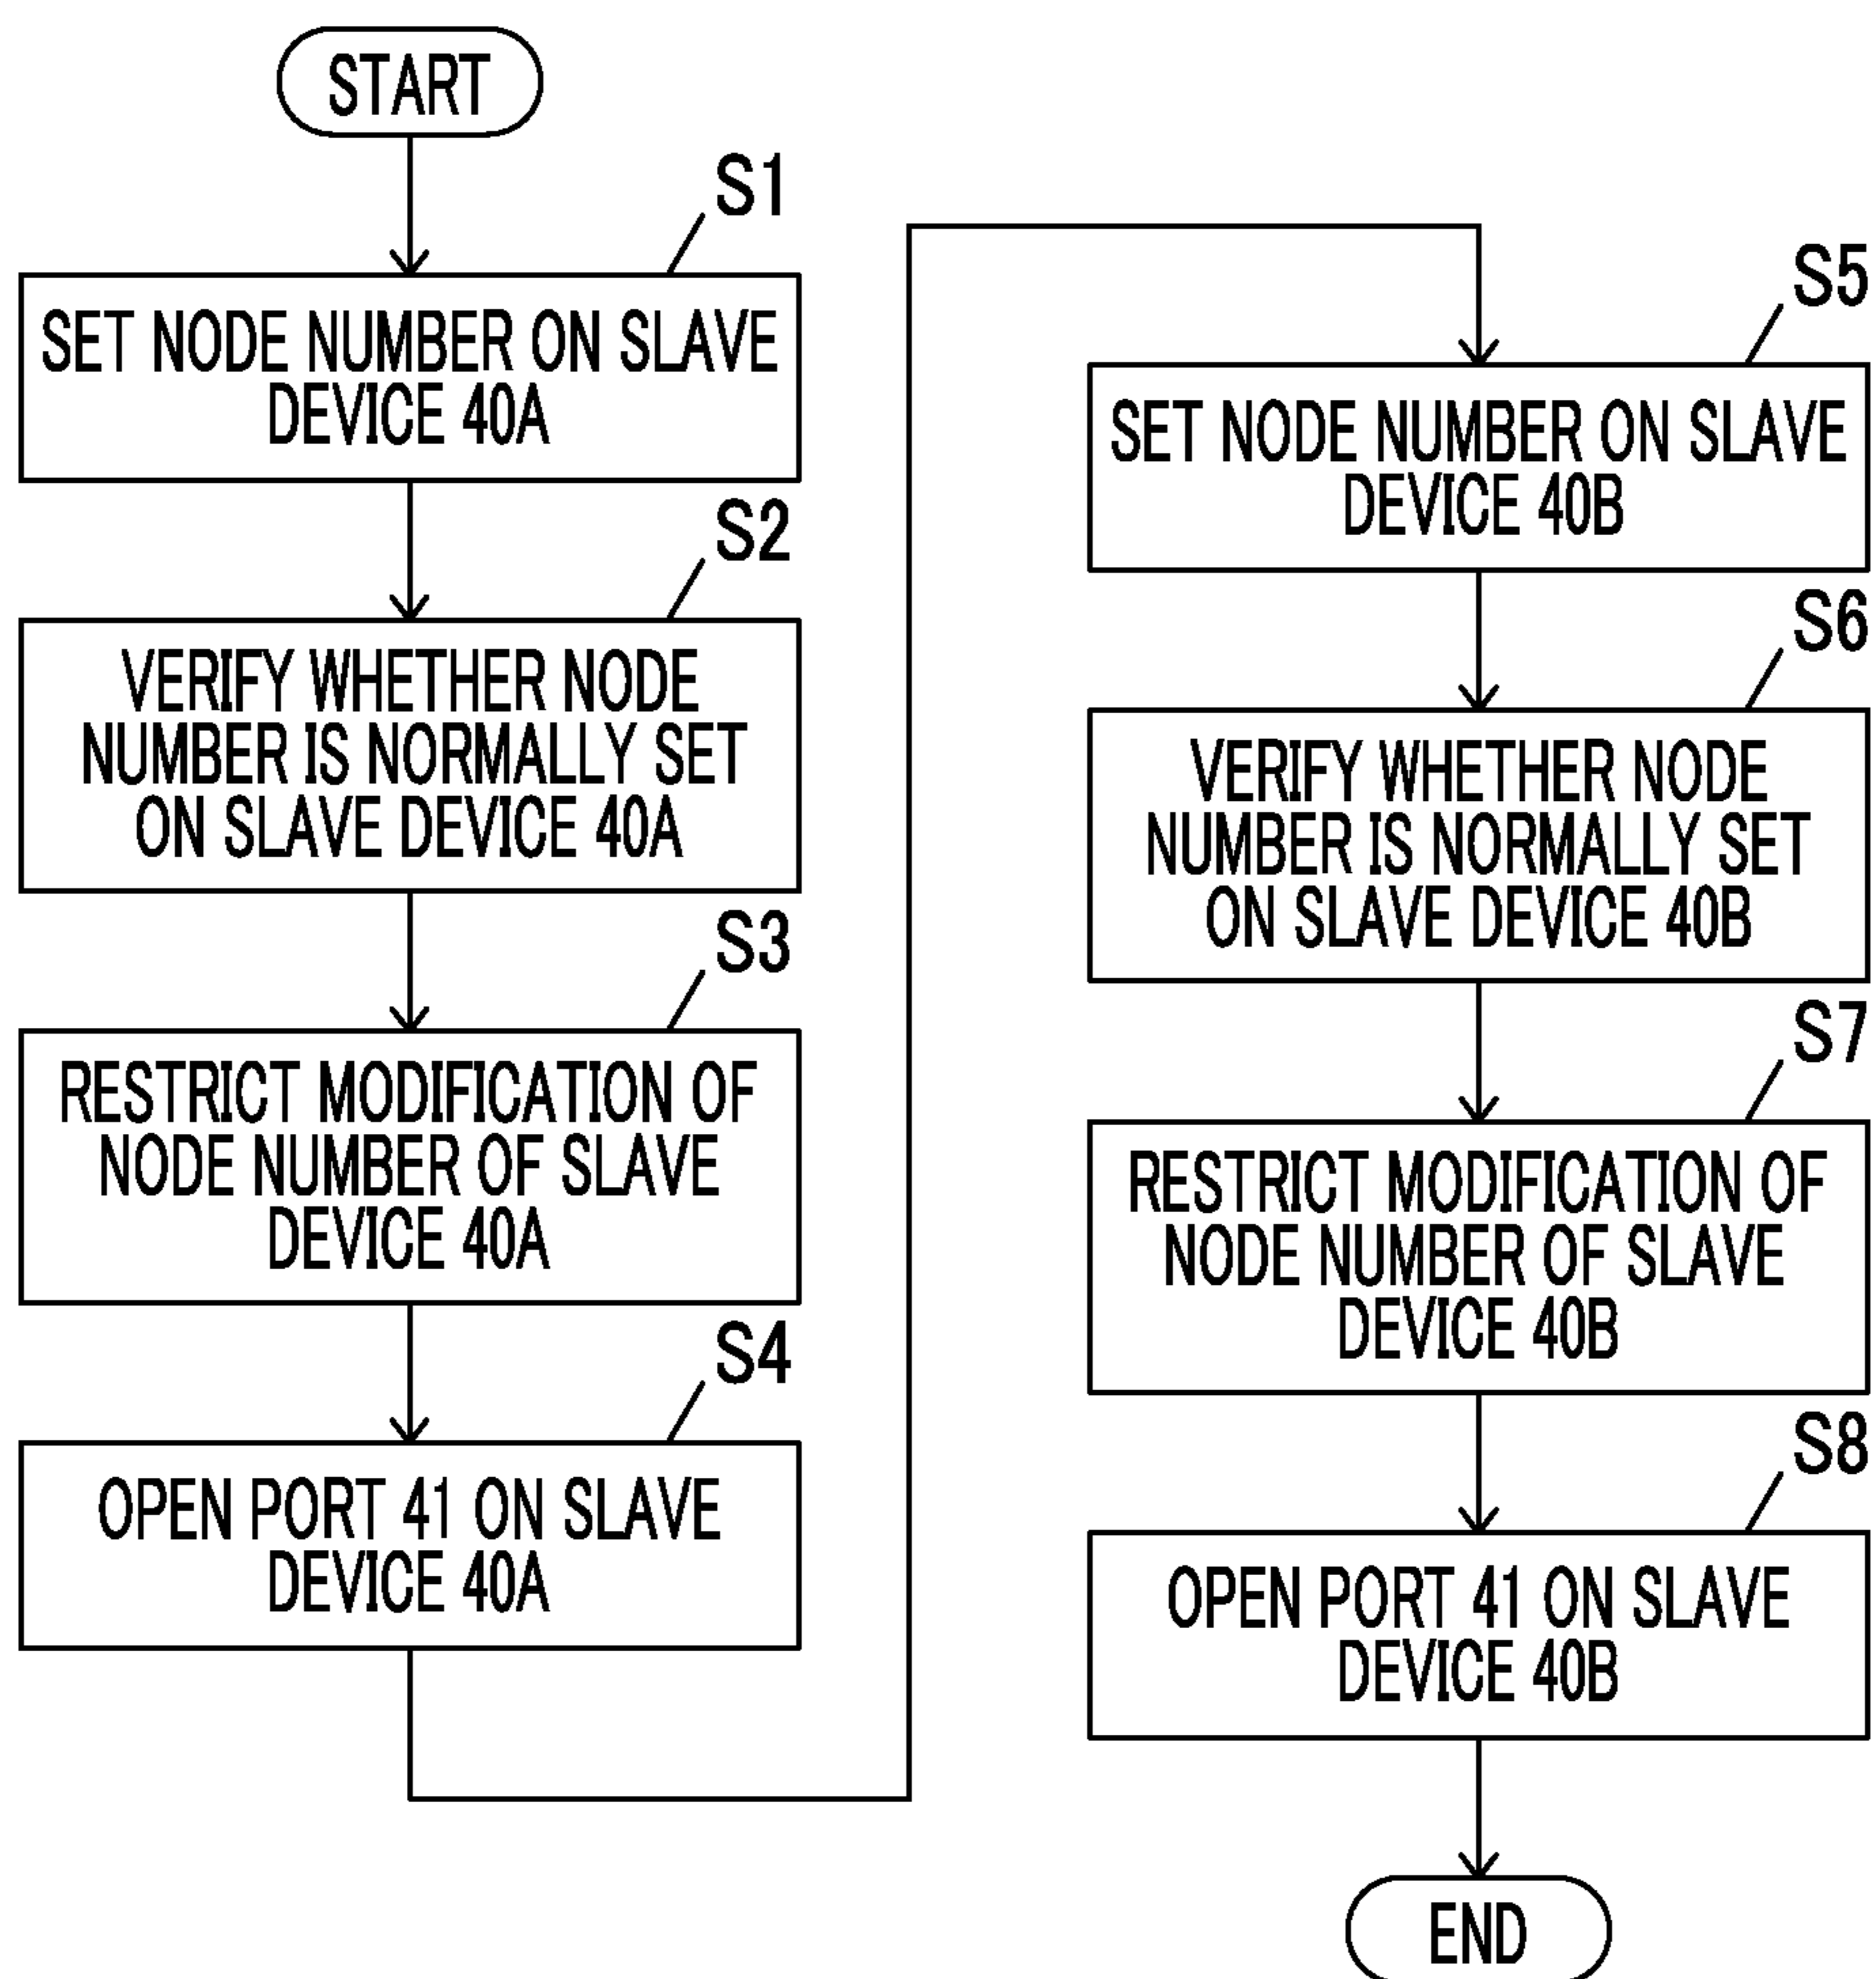 START
S1
SET NODE NUMBER ON SLAVE
DEVICE 40A
S2
VERIFY WHETHER NODE
NUMBER IS NORMALLY SET
ON SLAVE DEVICE 40A
S3
RESTRICT MODIFICATION OF
NODE NUMBER OF SLAVE
DEVICE 40A
S4
OPEN PORT 41 ON SLAVE
DEVICE 40A
S5
SET NODE NUMBER ON SLAVE
DEVICE 40B
S6
VERIFY WHETHER NODE
NUMBER IS NORMALLY SET
ON SLAVE DEVICE 40B
S7
RESTRICT MODIFICATION OF
NODE NUMBER OF SLAVE
DEVICE 40B
S8
OPEN PORT 41 ON SLAVE
DEVICE 40B
END